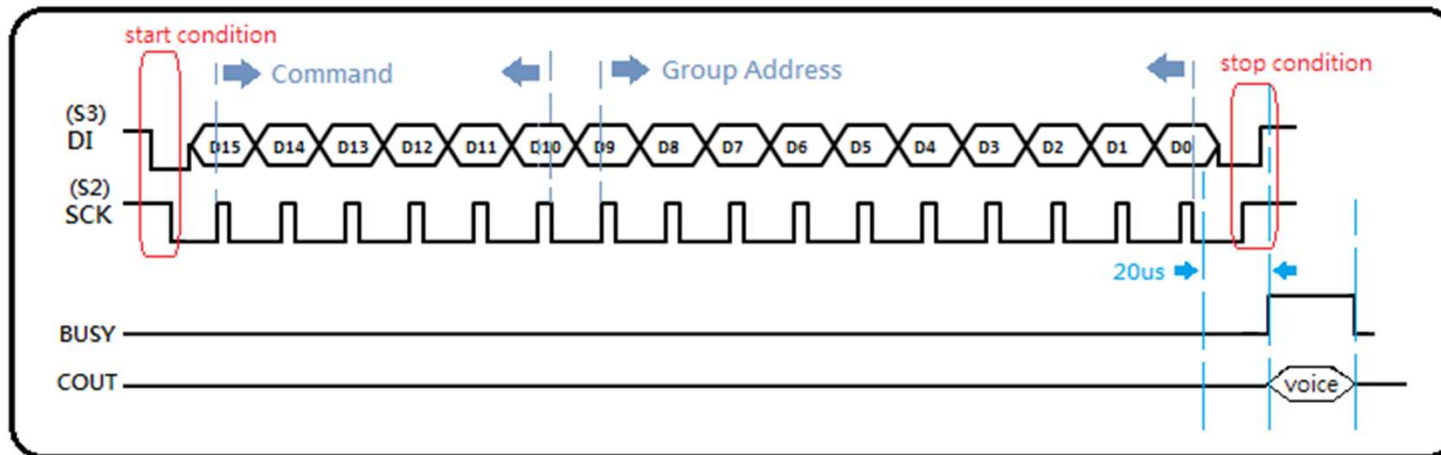 start condition
Command
Group Address
stop condition
(S3)
DI
D15 D14 D13 D12 D11 D10 D9 D8 D7 D6 D5 D4 D3 D2 D1 D0
(S2)
SCK
20us
BUSY
COUT
voice